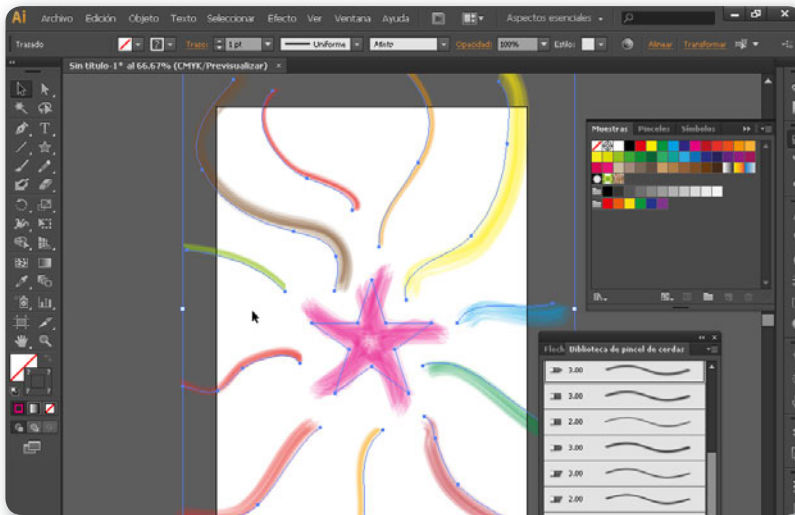 Ai Archivo Edición Objeto Texto Seleccionar Efecto Ver Ventana Ayuda Aspectos esenciales
Trazado Trazo: 1 pt Uniforme Mixto Opacidad: 100% Estilo: Alinear Transformar
Sin título-1* al 66.67% (CMYK/Previsualizar) ×
Muestras Pinceles Símbolos
Flech Biblioteca de pincel de cerdas
3.00
3.00
2.00
3.00
3.00
2.00